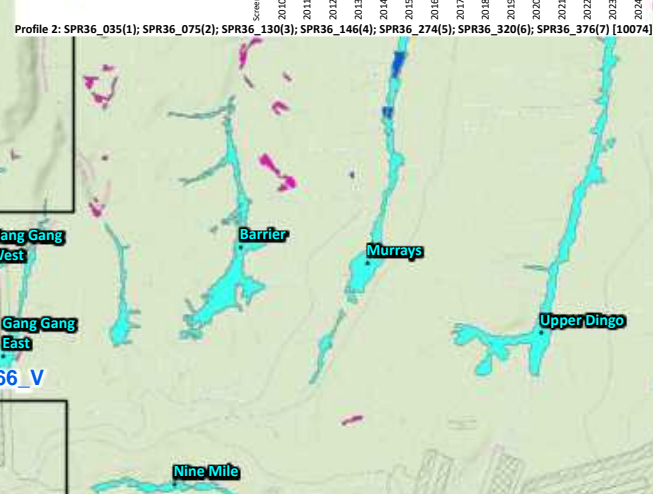 Screen
2010
2011
2012
2013
2014
2015
2016
2017
2018
2019
2020
2021
2022
2023
2024
Profile 2: SPR36_035(1); SPR36_075(2); SPR36_130(3); SPR36_146(4); SPR36_274(5); SPR36_320(6); SPR36_376(7) [10074]
ang Gang
West
Barrier
Murrays
Gang Gang
East
Upper Dingo
66_V
Nine Mile